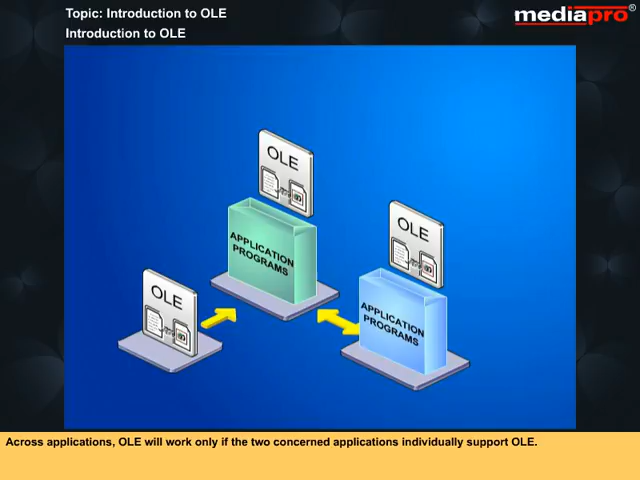 Topic: Introduction to OLE
mediapro®
Introduction to OLE
OLE
OLE
APPLICATION
PROGRAMS
OLE
APPLICATION
PROGRAMS
Across applications, OLE will work only if the two concerned applications individually support OLE.